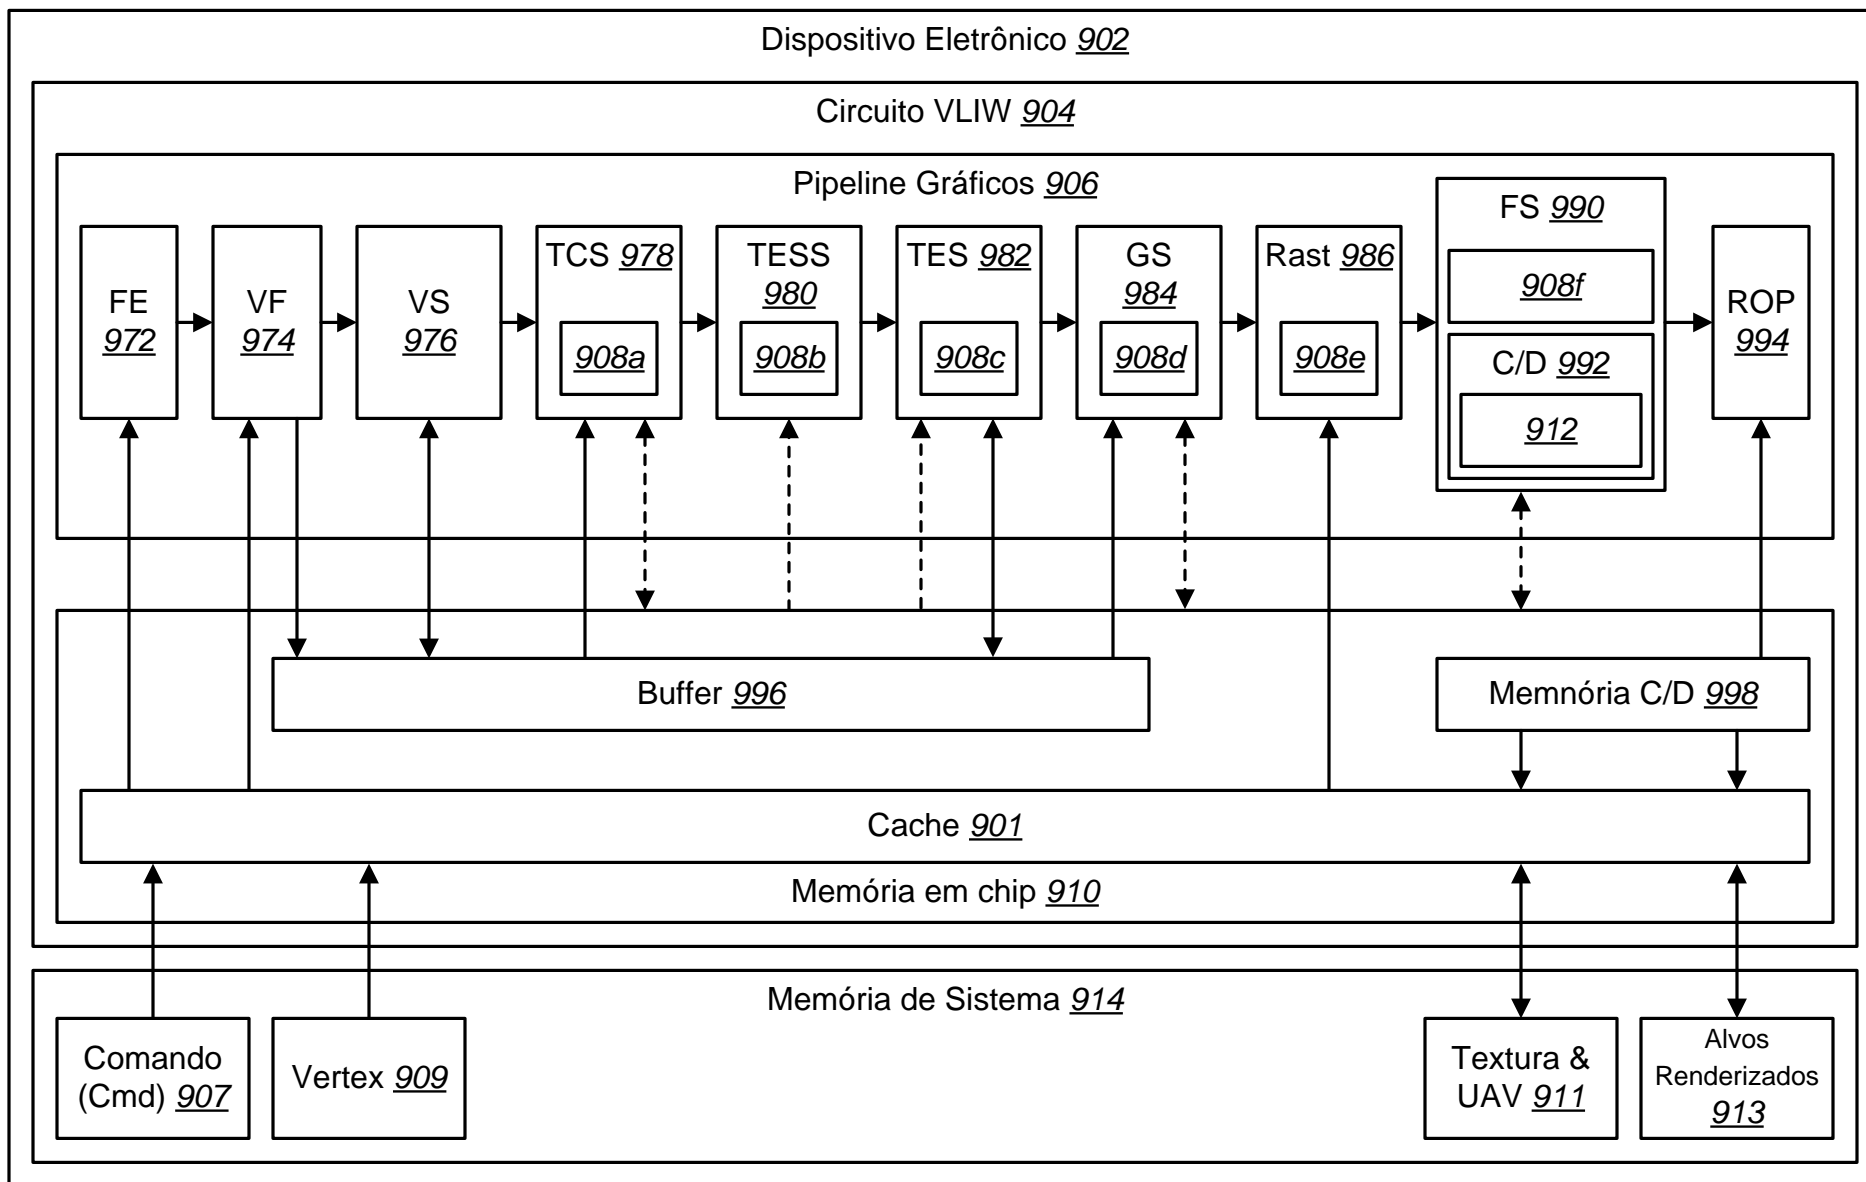 Dispositivo Eletrônico 902
Circuito VLIW 904
Pipeline Gráficos 906
FE
972
VF
974
VS
976
TCS 978
908a
TESS
980
908b
TES 982
908c
GS
984
908d
Rast 986
908e
FS 990
908f
C/D 992
912
ROP
994
Buffer 996
Memnória C/D 998
Cache 901
Memória em chip 910
Memória de Sistema 914
Comando
(Cmd) 907
Vertex 909
Textura &
UAV 911
Alvos
Renderizados
913